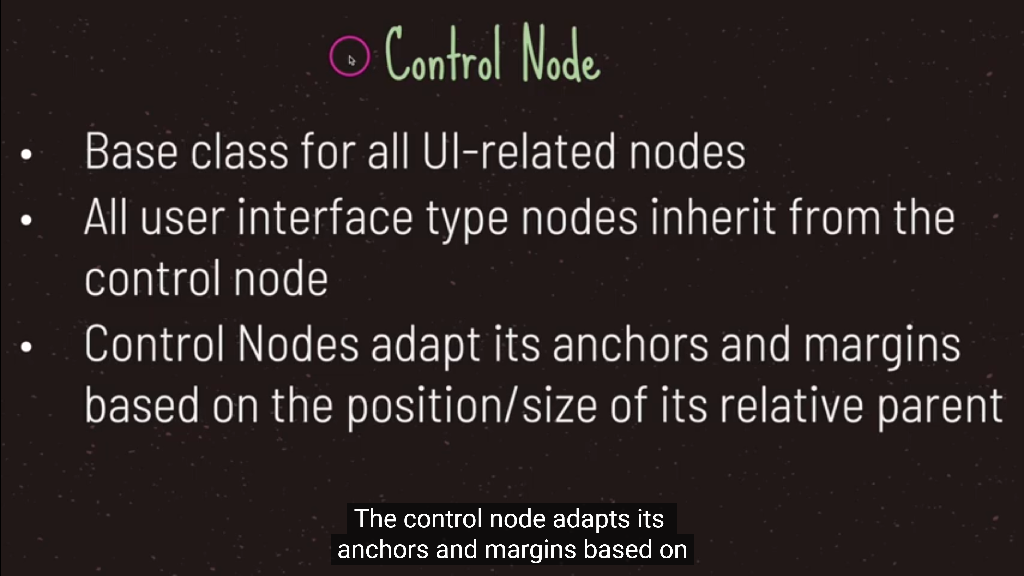 Control Node
• Base class for all UI-related nodes
• All user interface type nodes inherit from the
control node
• Control Nodes adapt its anchors and margins
based on the position/size of its relative parent
The control node adapts its
anchors and margins based on